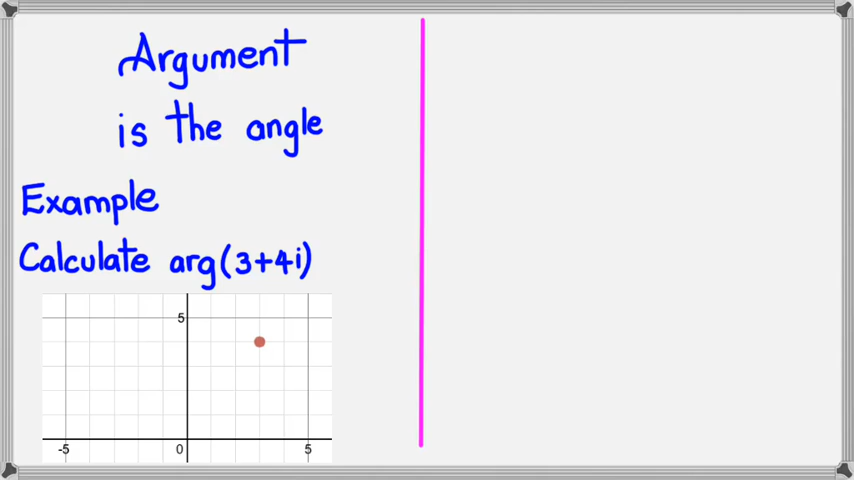 Argument
is the angle
Example
Calculate arg(3+4i)
5
-5 0 5